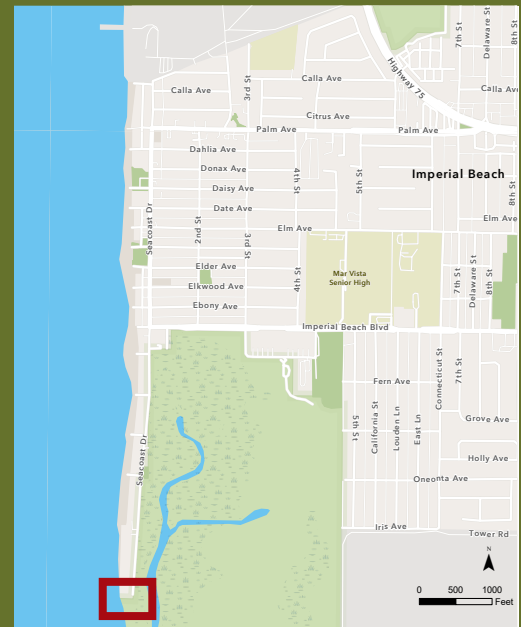 7th St
Delaware St
8th St
Highway 75
Calla Ave
Calla Ave
3rd St
Calla Av
Citrus Ave
Palm Ave
Palm Ave
Dahlia Ave
Donax Ave
4th St
5th St
Imperial Beach
Daisy Ave
8th St
Date Ave
Seacoast Dr
2nd St
3rd St
Elm Ave
Elm Ave
Elder Ave
Mar Vista
Senior High
4th St
7th St
Delaware St
8th St
Elkwood Ave
Ebony Ave
Imperial Beach Blvd
Connecticut St
7th St
Fern Ave
5th St
California St
Louden Ln
East Ln
Grove Ave
Seacoast Dr
Holly Ave
Oneonta Ave
Iris Ave
Tower Rd
N
0 500 1000
Feet